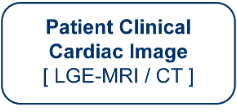 Patient Clinical
Cardiac Image
[ LGE-MRI / CT ]